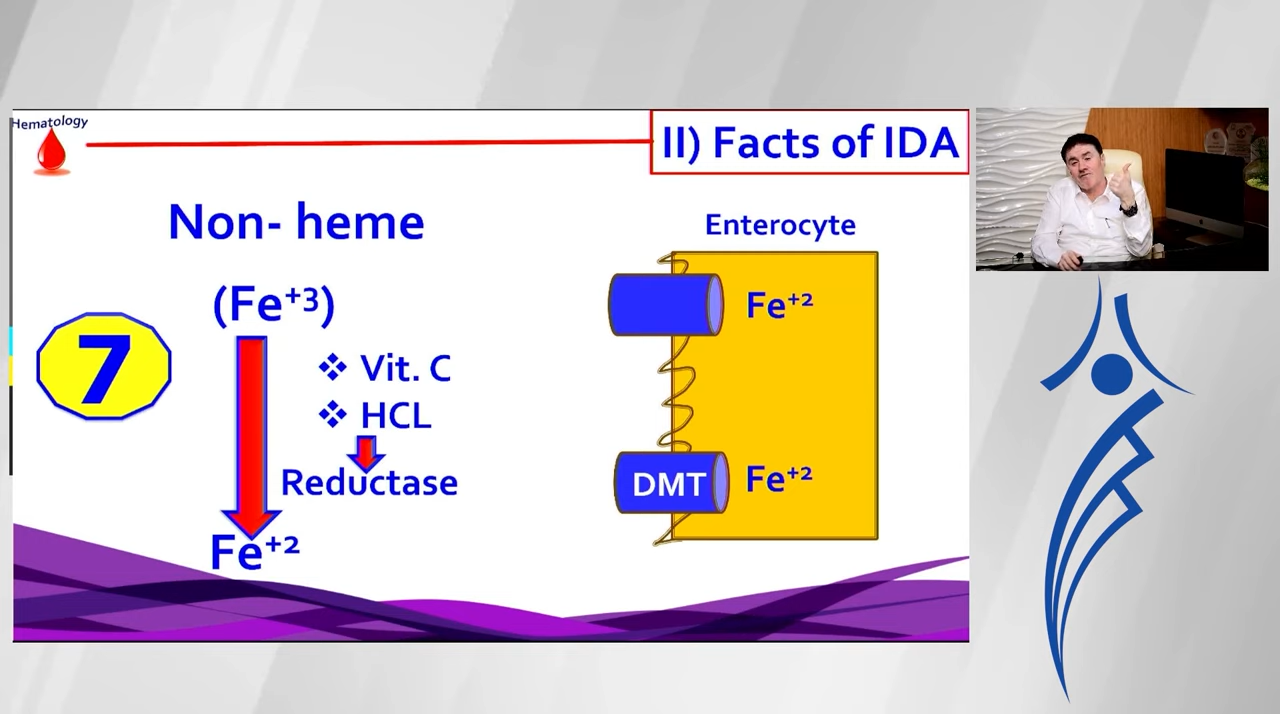 Hematology
II) Facts of IDA
Non- heme
(Fe+3)
7
❖ Vit. C
❖ HCL
Reductase
Fe+2
Enterocyte
Fe+2
DMT Fe+2